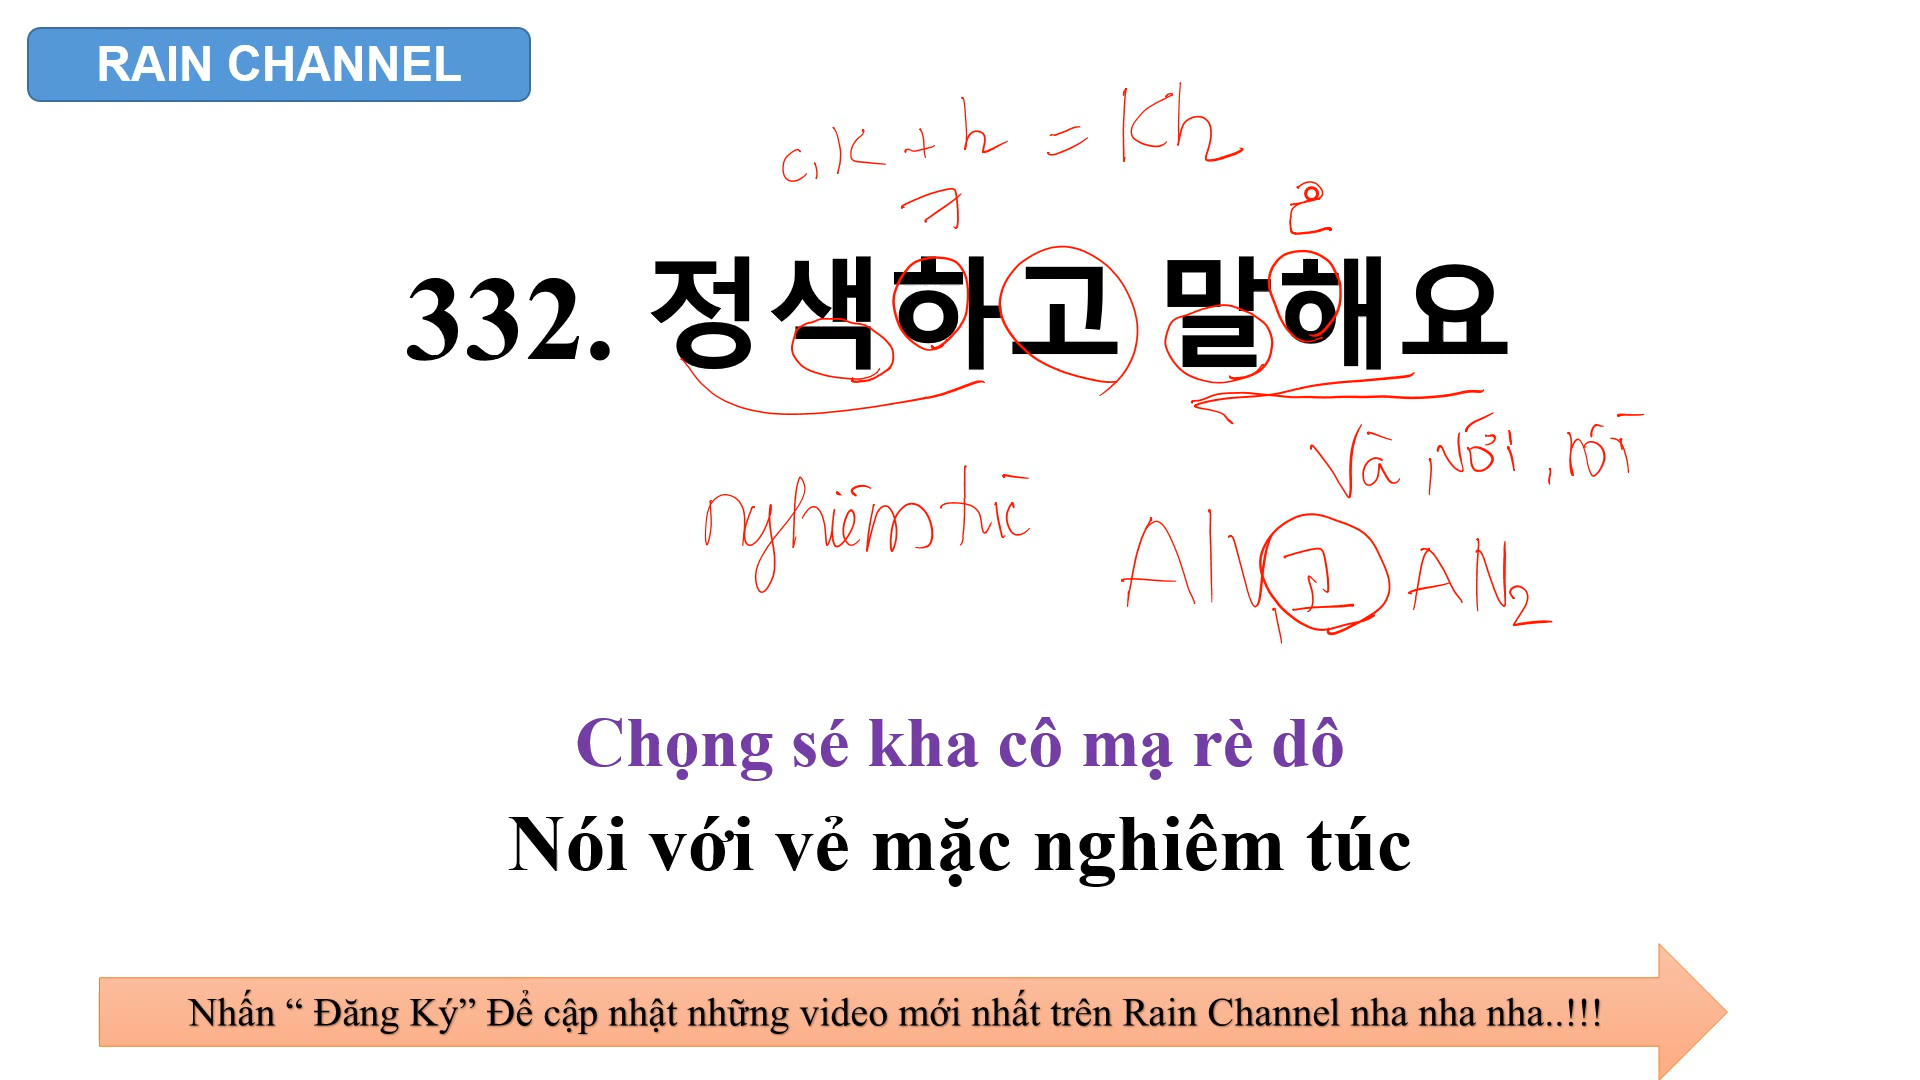 RAIN CHANNEL
c, k + h = Kh
ㅋ
332. 정색하고 말해요
Và, với, rồi
nghiêm túc
고
Chọng sé kha cô mạ rè dô
Nói với vẻ mặc nghiêm túc
Nhấn “ Đăng Ký” Để cập nhật những video mới nhất trên Rain Channel nha nha nha..!!!